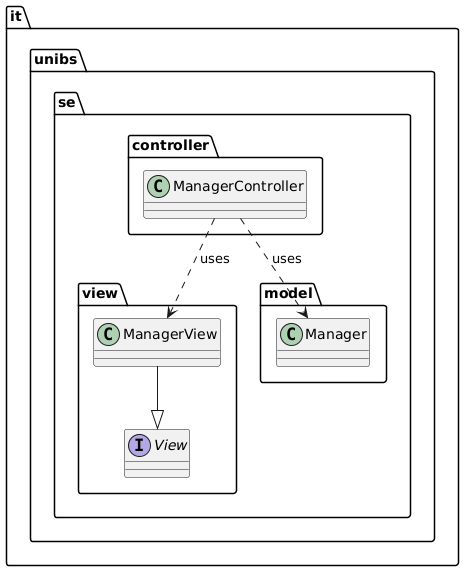 it
unibs
se
controller
C ManagerController
uses uses
view model
C ManagerView C Manager
I View